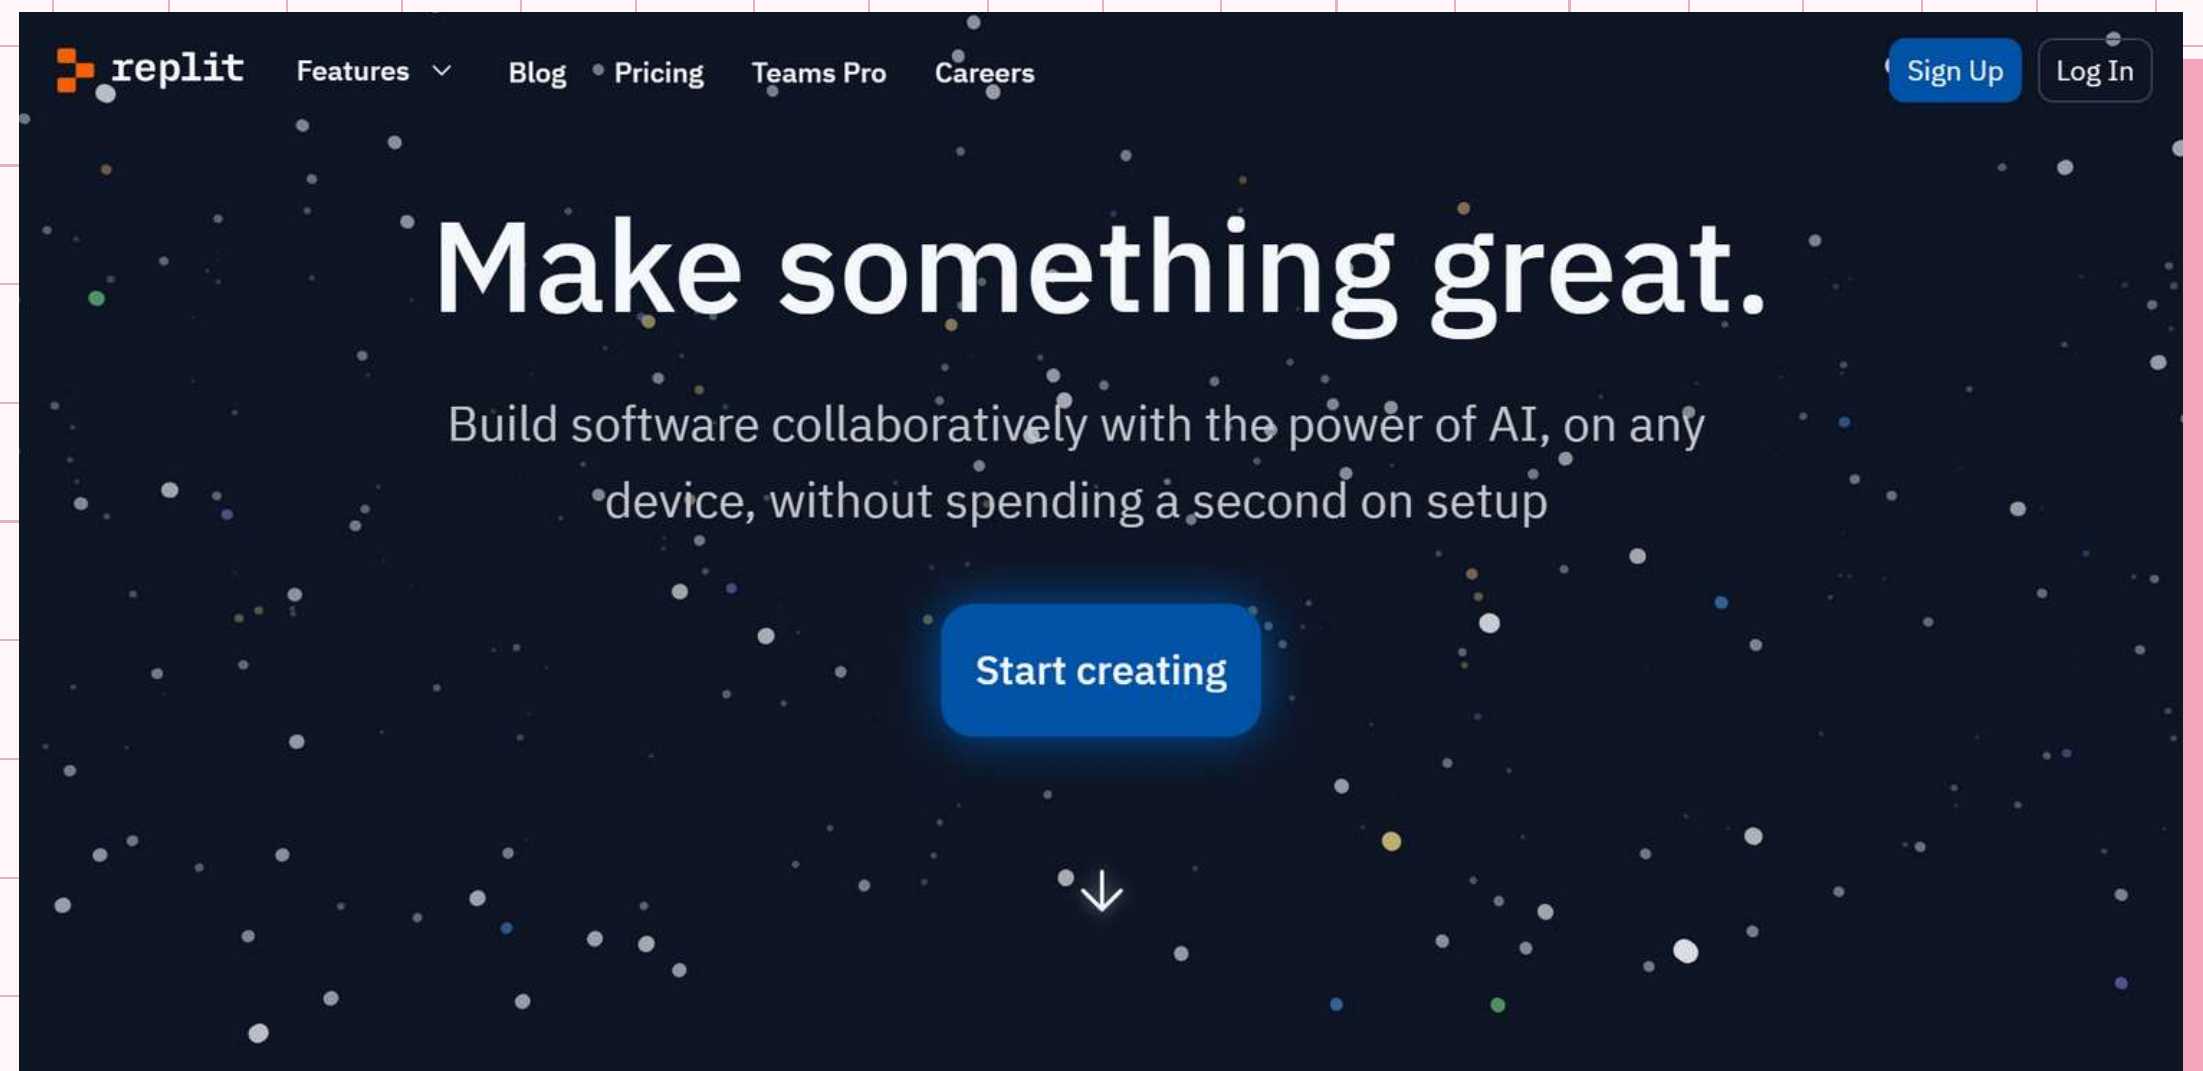 replit
Features
Blog
Pricing
Teams Pro
Careers
Sign Up
Log In
Make something great.
Build software collaboratively with the power of AI, on any
device, without spending a second on setup
Start creating